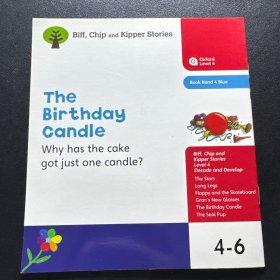 Biff, Chip and Kipper Stories
Oxford
Level 4
Book Band 4 Blue
The
Birthday
Candle
Why has the cake
got just one candle?
Biff, Chip and
Kipper Stories
Level 4
Decode and Develop
The Stars
Long Legs
Floppy and the Skateboard
Gran's New Glasses
The Birthday Candle
The Seal Pup
4-6